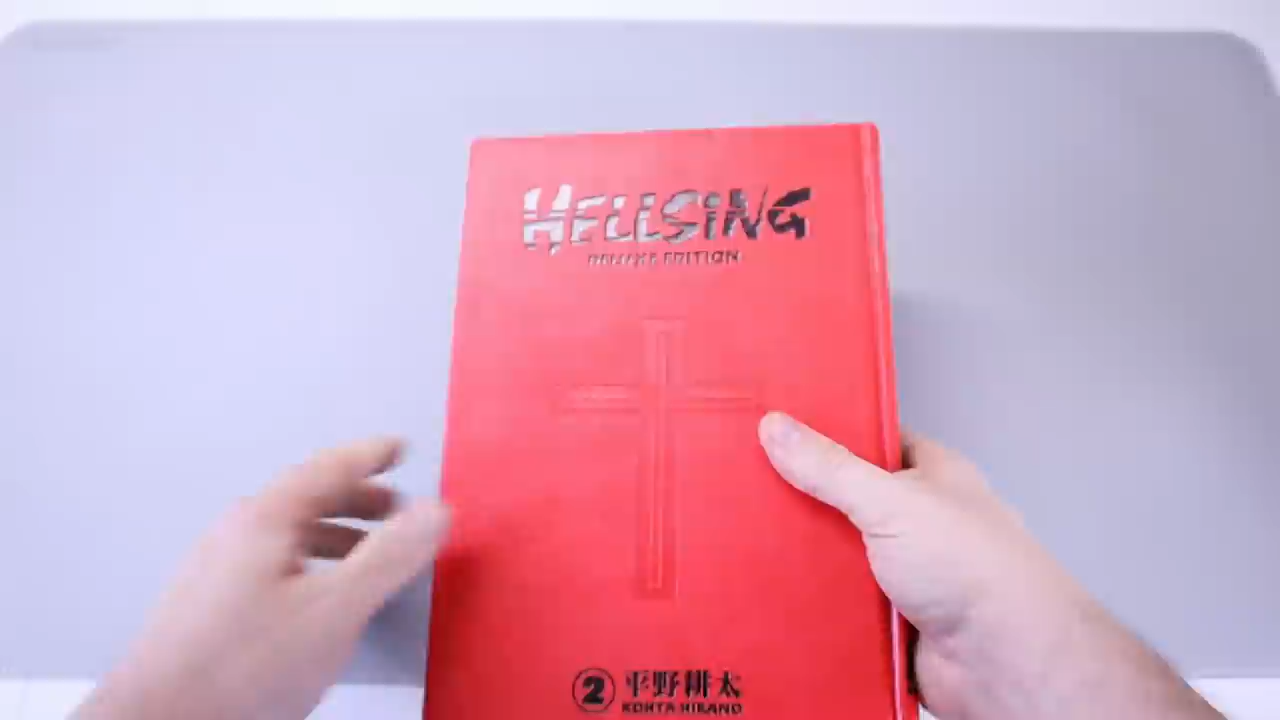 HELLSING
DELUXE EDITION
2 平野耕太
KOHTA HIRANO